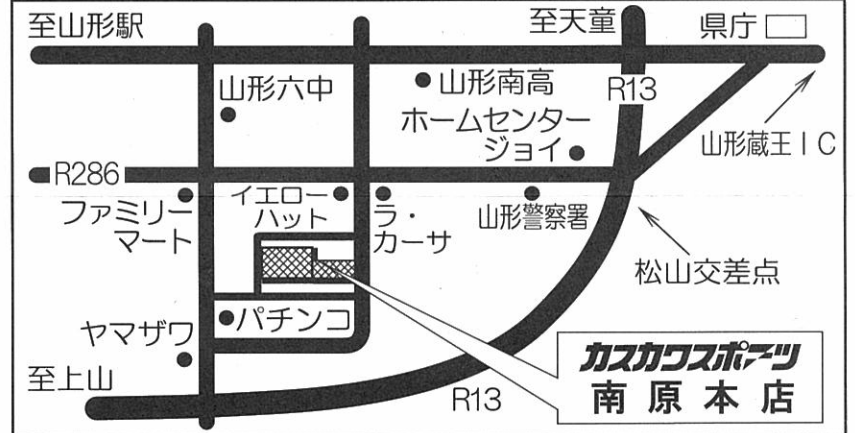 至山形駅
至天童
県庁
山形六中
山形南高
R13
ホームセンター
ジョイ
山形蔵王IC
R286
ファミリー
マート
イエロー
ハット
ラ・
カーサ
山形警察署
松山交差点
パチンコ
ヤマザワ
至上山
R13
カスカワスポーツ
南原本店